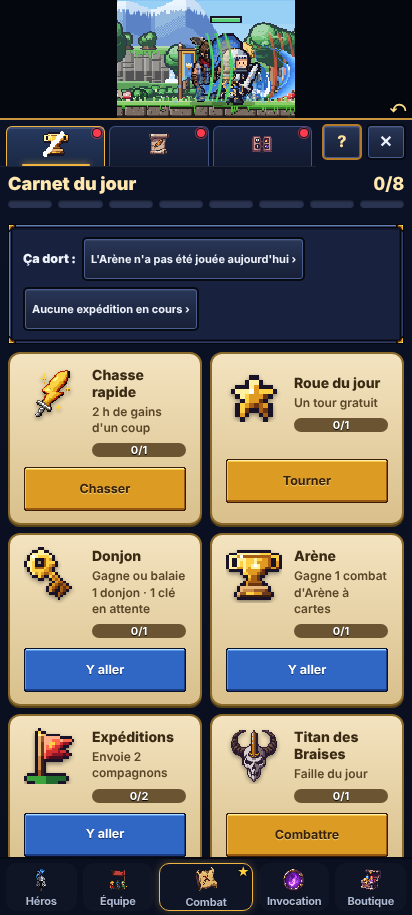 ?
×
Carnet du jour
0/8
Ça dort :
L'Arène n'a pas été jouée aujourd'hui ›
Aucune expédition en cours ›
Chasse
rapide
2 h de gains
d'un coup
0/1
Chasser
Roue du jour
Un tour gratuit
0/1
Tourner
Donjon
Gagne ou balaie
1 donjon · 1 clé
en attente
0/1
Y aller
Arène
Gagne 1 combat
d'Arène à
cartes
0/1
Y aller
Expéditions
Envoie 2
compagnons
0/2
Y aller
Titan des
Braises
Faille du jour
0/1
Combattre
Héros
Équipe
Combat
Invocation
Boutique